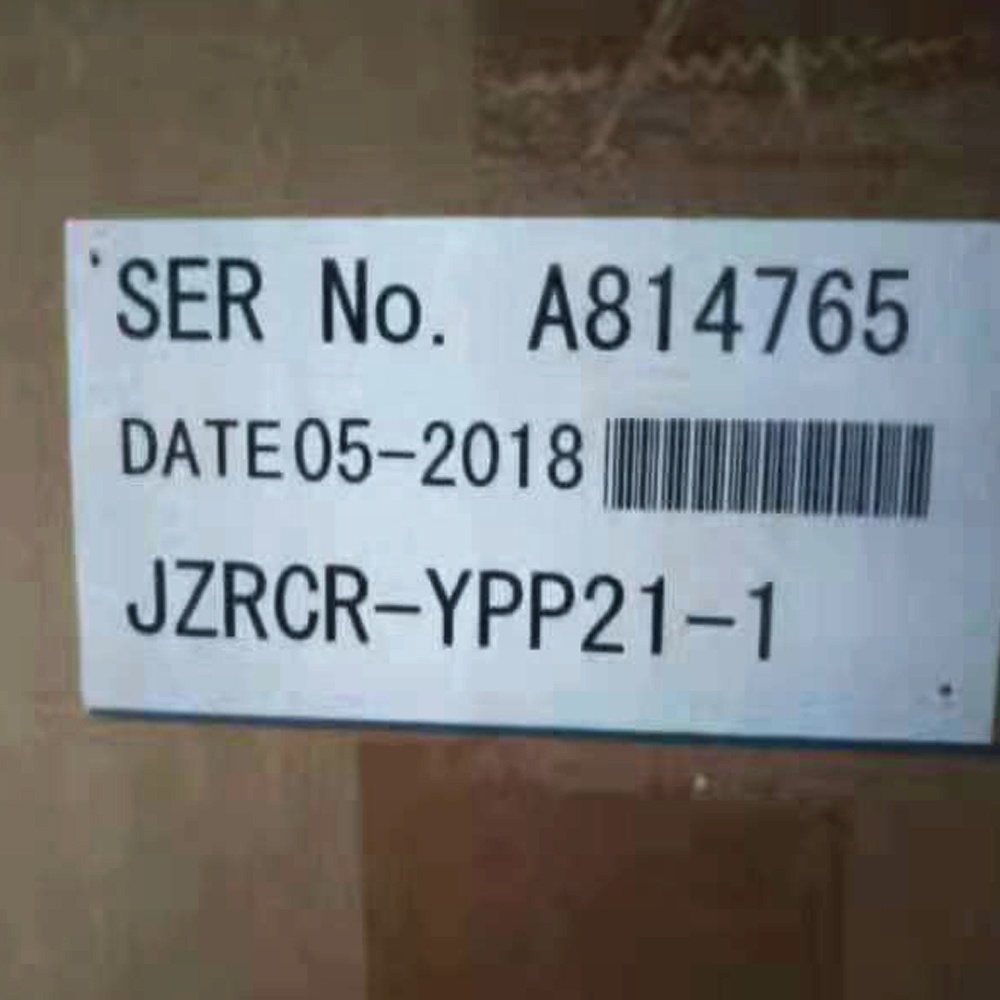 SER No. A814765
DATE05-2018
JZRCR-YPP21-1